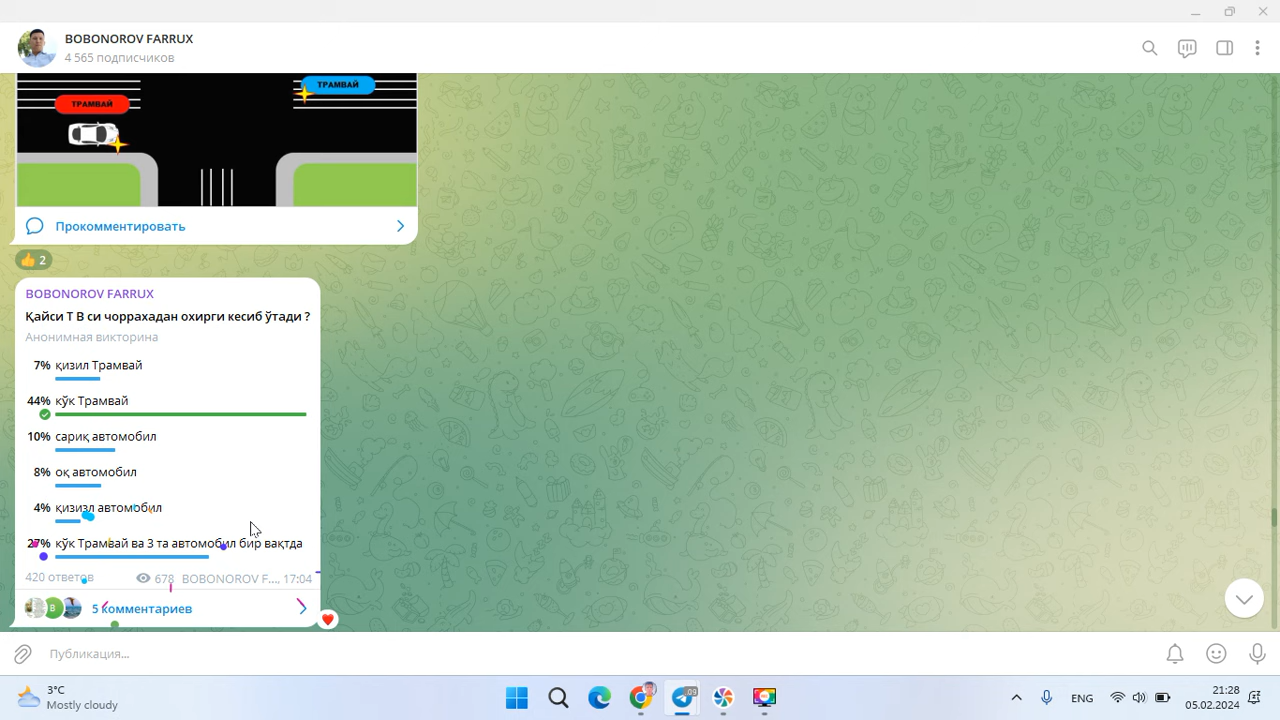 BOBONOROV FARRUX
4 565 подписчиков
ТРАМВАЙ
ТРАМВАЙ
Прокомментировать
2
BOBONOROV FARRUX
Қайси Т В си чоррахадан охирги кесиб ўтади ?
Анонимная викторина
7% қизил Трамвай
44% кўк Трамвай
10% сариқ автомобил
8% оқ автомобил
4% қизизл автомобил
27% кўк Трамвай ва 3 та автомобил бир вақтда
420 ответов 678 BOBONOROV F..., 17:04
B 5 комментариев
Публикация...
3°C
Mostly cloudy
09
ENG
21:28
05.02.2024